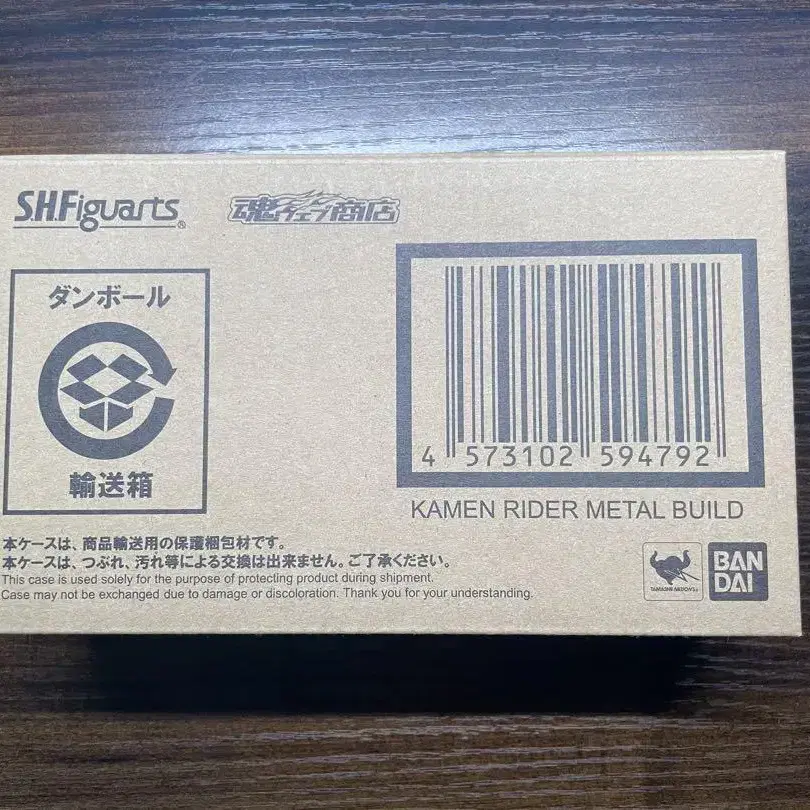 S.H.Figuarts®
魂ウェブ商店
ダンボール
輸送箱
4 573102 594792
KAMEN RIDER METAL BUILD
本ケースは、商品輸送用の保護梱包材です。
本ケースは、つぶれ、汚れ等による交換は出来ません。ご了承ください。
This case is used solely for the purpose of protecting product during shipment.
Case may not be exchanged due to damage or discoloration. Thank you for your understanding.
TAMASHII NATIONS
BAN
DAI